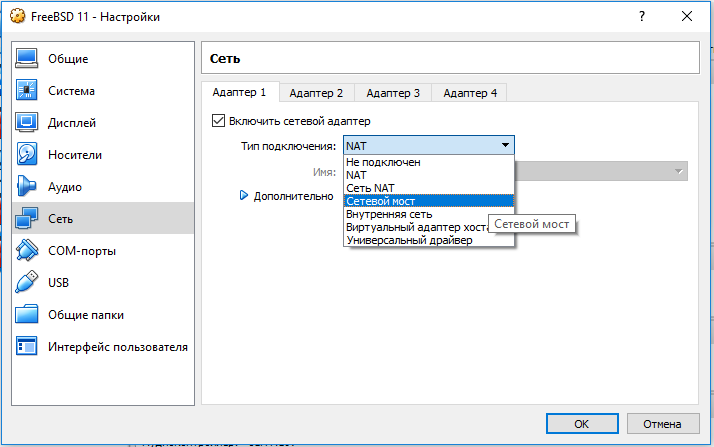 FreeBSD 11 - Настройки
?
Общие
Система
Дисплей
Носители
Аудио
Сеть
COM-порты
USB
Общие папки
Интерфейс пользователя
Сеть
Адаптер 1 Адаптер 2 Адаптер 3 Адаптер 4
Включить сетевой адаптер
Тип подключения: NAT
Имя:
Дополнительно
Не подключен
NAT
Сеть NAT
Сетевой мост
Внутренняя сеть
Виртуальный адаптер хоста
Универсальный драйвер
Сетевой мост
OK Отмена